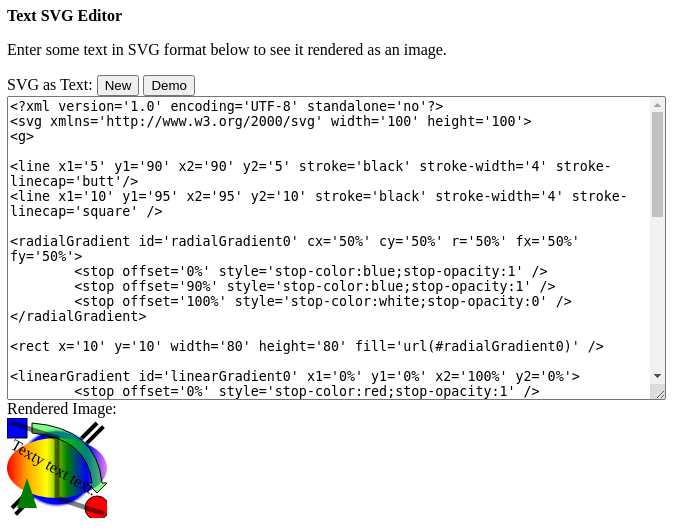 Text SVG Editor
Enter some text in SVG format below to see it rendered as an image.
SVG as Text: New Demo
<?xml version='1.0' encoding='UTF-8' standalone='no'?>
<svg xmlns='http://www.w3.org/2000/svg' width='100' height='100'>
<g>
<line x1='5' y1='90' x2='90' y2='5' stroke='black' stroke-width='4' stroke-
linecap='butt'/>
<line x1='10' y1='95' x2='95' y2='10' stroke='black' stroke-width='4' stroke-
linecap='square' />
<radialGradient id='radialGradient0' cx='50%' cy='50%' r='50%' fx='50%'
fy='50%'>
<stop offset='0%' style='stop-color:blue;stop-opacity:1' />
<stop offset='90%' style='stop-color:blue;stop-opacity:1' />
<stop offset='100%' style='stop-color:white;stop-opacity:0' />
</radialGradient>
<rect x='10' y='10' width='80' height='80' fill='url(#radialGradient0)' />
<linearGradient id='linearGradient0' x1='0%' y1='0%' x2='100%' y2='0%'>
<stop offset='0%' style='stop-color:red;stop-opacity:1' />
Rendered Image:
Texty text text.